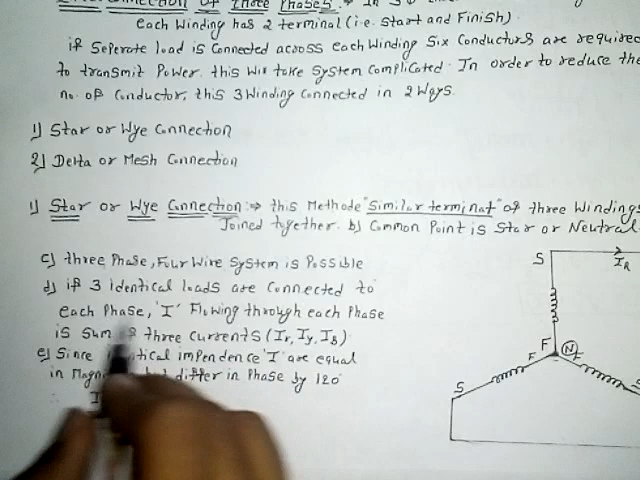 Connection of Three Phases
each Winding has 2 terminal (i.e. Start and Finish)
if Seperate load is Connected across each Winding Six Conductors are required
to transmit Power. this Will take System Complicated. In order to reduce the
no. of Conductor, this 3 Winding Connected in 2 Ways.
1) Star or Wye Connection
2) Delta or Mesh Connection
1) Star or Wye Connection :⇒ this Methode "Similar terminal" of three Windings
Joined together. b) Common Point is Star or Neutral
c) three Phase, Four Wire System is Possible
d) if 3 identical loads are Connected to
each Phase, 'I' Flowing through each Phase
is Sum three Currents (Ir, Iy, IB)
e) Since impendence 'I' are equal
in differ in Phase by 120
S
IR
F
N
F
F
S